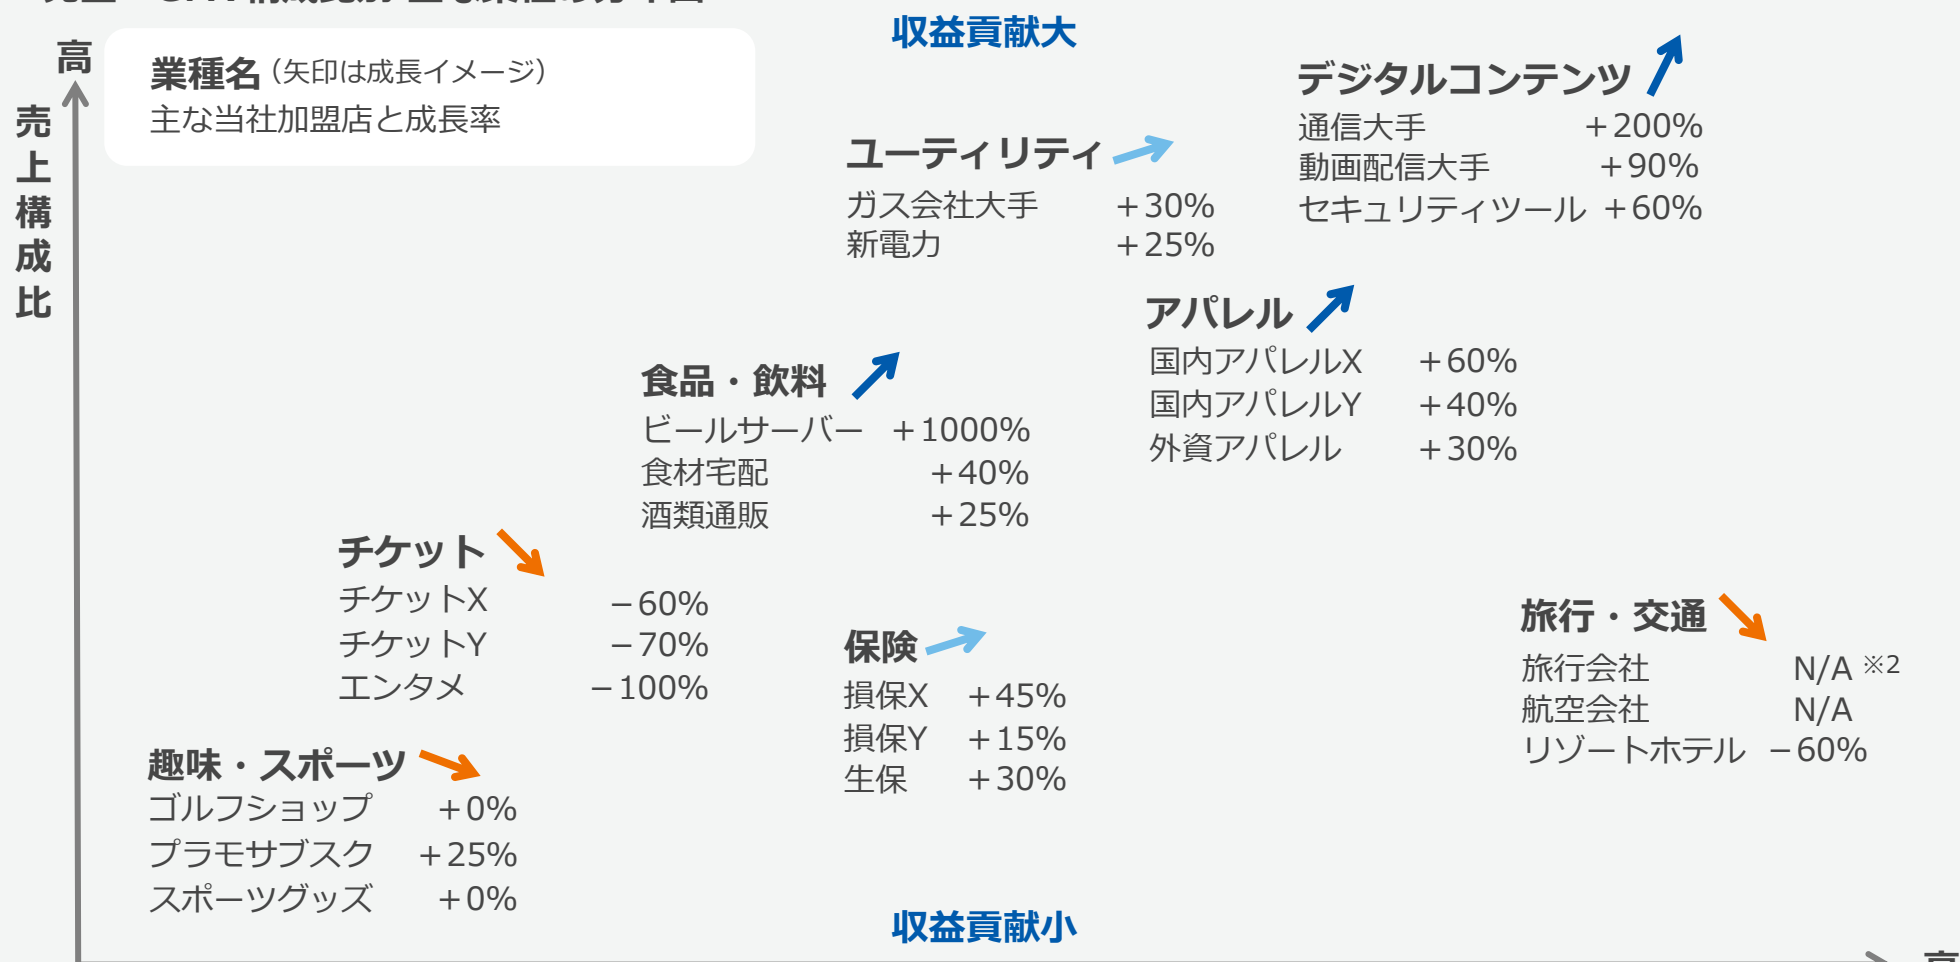 収益貢献大
高
売上構成比
業種名（矢印は成長イメージ）
主な当社加盟店と成長率
デジタルコンテンツ
通信大手 +200%
動画配信大手 +90%
セキュリティツール +60%
ユーティリティ
ガス会社大手 +30%
新電力 +25%
アパレル
国内アパレルX +60%
国内アパレルY +40%
外資アパレル +30%
食品・飲料
ビールサーバー +1000%
食材宅配 +40%
酒類通販 +25%
チケット
チケットX －60%
チケットY －70%
エンタメ －100%
保険
損保X +45%
損保Y +15%
生保 +30%
旅行・交通
旅行会社 N/A ※2
航空会社 N/A
リゾートホテル －60%
趣味・スポーツ
ゴルフショップ +0%
プラモサブスク +25%
スポーツグッズ +0%
収益貢献小